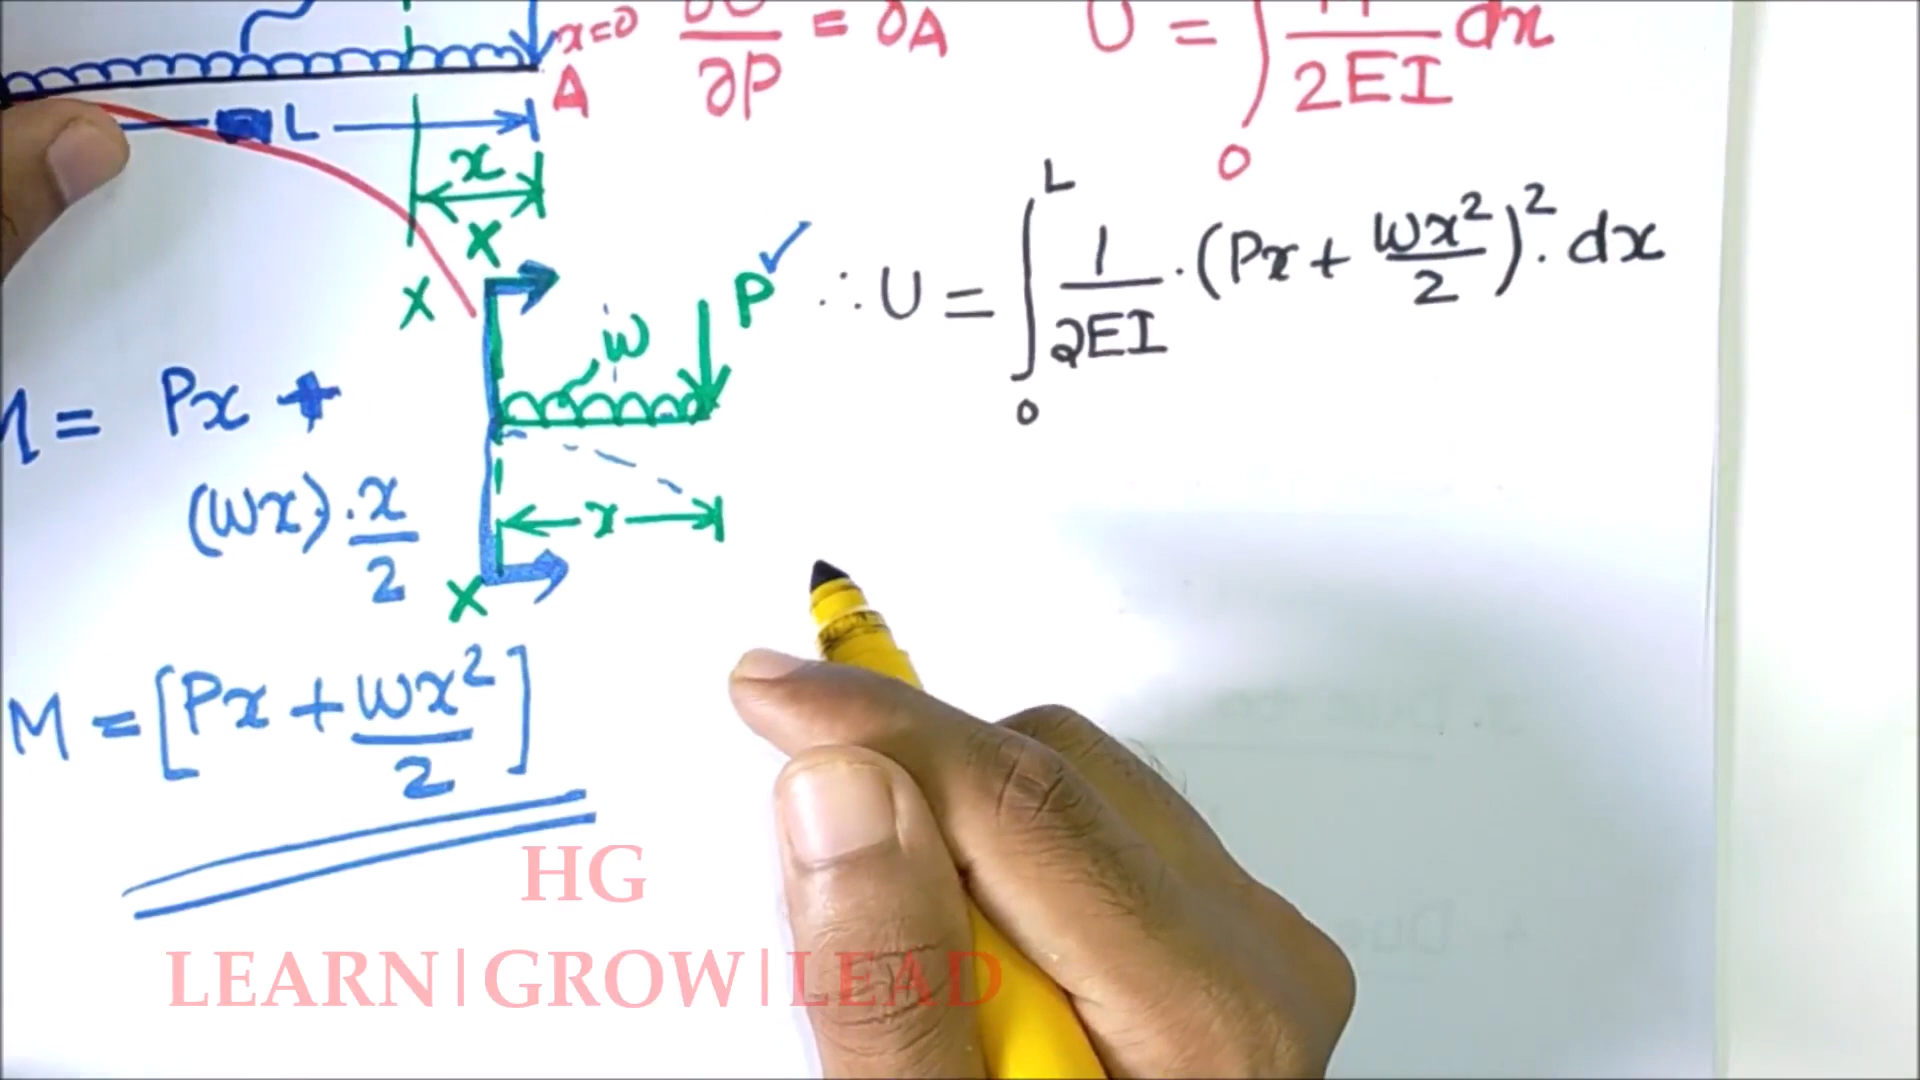 x=0 ∂U/∂P = δA
A
U = ∫₀ M²/2EI dx
L
x
X
X
∴ U = ∫₀ᴸ 1/2EI · (Px + wx²/2)² · dx
P
w
M = Px +
(wx) · x/2
x
X
M = [Px + wx²/2]
HG
LEARN|GROW|LEAD